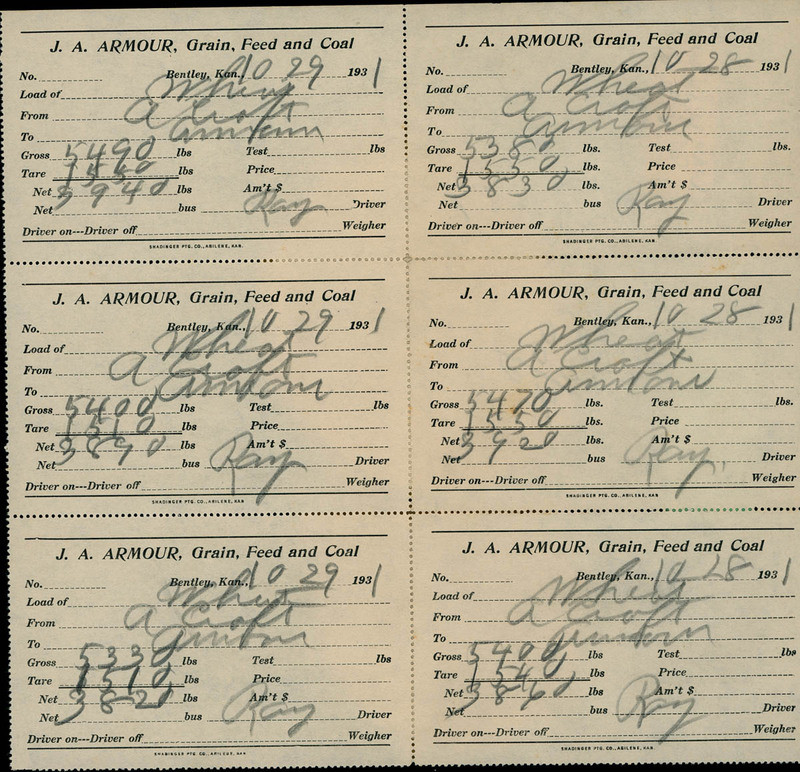 J. A. ARMOUR, Grain, Feed and Coal
No. Bentley, Kan., 10 29 1931
Load of Wheat
From A Croft
To
Gross 5490 lbs Test lbs
Tare 1550 lbs Price
Net 3940 lbs Am't $
Net bus Ray Driver
Driver on---Driver off Weigher
SHADINGER PTG. CO., ABILENE, KAN.
J. A. ARMOUR, Grain, Feed and Coal
No. Bentley, Kan., 10 28 1931
Load of Wheat
From A Croft
To
Gross 5380 lbs. Test lbs.
Tare 1550 lbs. Price
Net 3830 lbs. Am't $
Net bus Ray Driver
Driver on---Driver off Weigher
SHADINGER PTG. CO., ABILENE, KAN
J. A. ARMOUR, Grain, Feed and Coal
No. Bentley, Kan., 10 29 1931
Load of Wheat
From A Croft
To
Gross 5400 lbs Test lbs
Tare 1510 lbs Price
Net 3890 lbs Am't $
Net bus Ray Driver
Driver on---Driver off Weigher
SHADINGER PTG. CO., ABILENE, KAN
J. A. ARMOUR, Grain, Feed and Coal
No. Bentley, Kan., 10 28 1931
Load of Wheat
From A Croft
To
Gross 5470 lbs. Test lbs.
Tare 1550 lbs. Price
Net 3920 lbs. Am't $
Net bus Ray Driver
Driver on---Driver off Weigher
SHADINGER PTG. CO., ABILENE, KAN
J. A. ARMOUR, Grain, Feed and Coal
No. Bentley, Kan., 10 29 1931
Load of Wheat
From A Croft
To
Gross 5330 lbs Test lbs
Tare 1510 lbs Price
Net 3820 lbs Am't $
Net bus Ray Driver
Driver on---Driver off Weigher
SHADINGER PTG. CO., ABILENE, KAN
J. A. ARMOUR, Grain, Feed and Coal
No. Bentley, Kan., 10 28 1931
Load of Wheat
From A Croft
To
Gross 5400 lbs Test lbs
Tare 1540 lbs Price
Net 3860 lbs Am't $
Net bus Ray Driver
Driver on---Driver off Weigher
SHADINGER PTG. CO., ABILENE, KAN